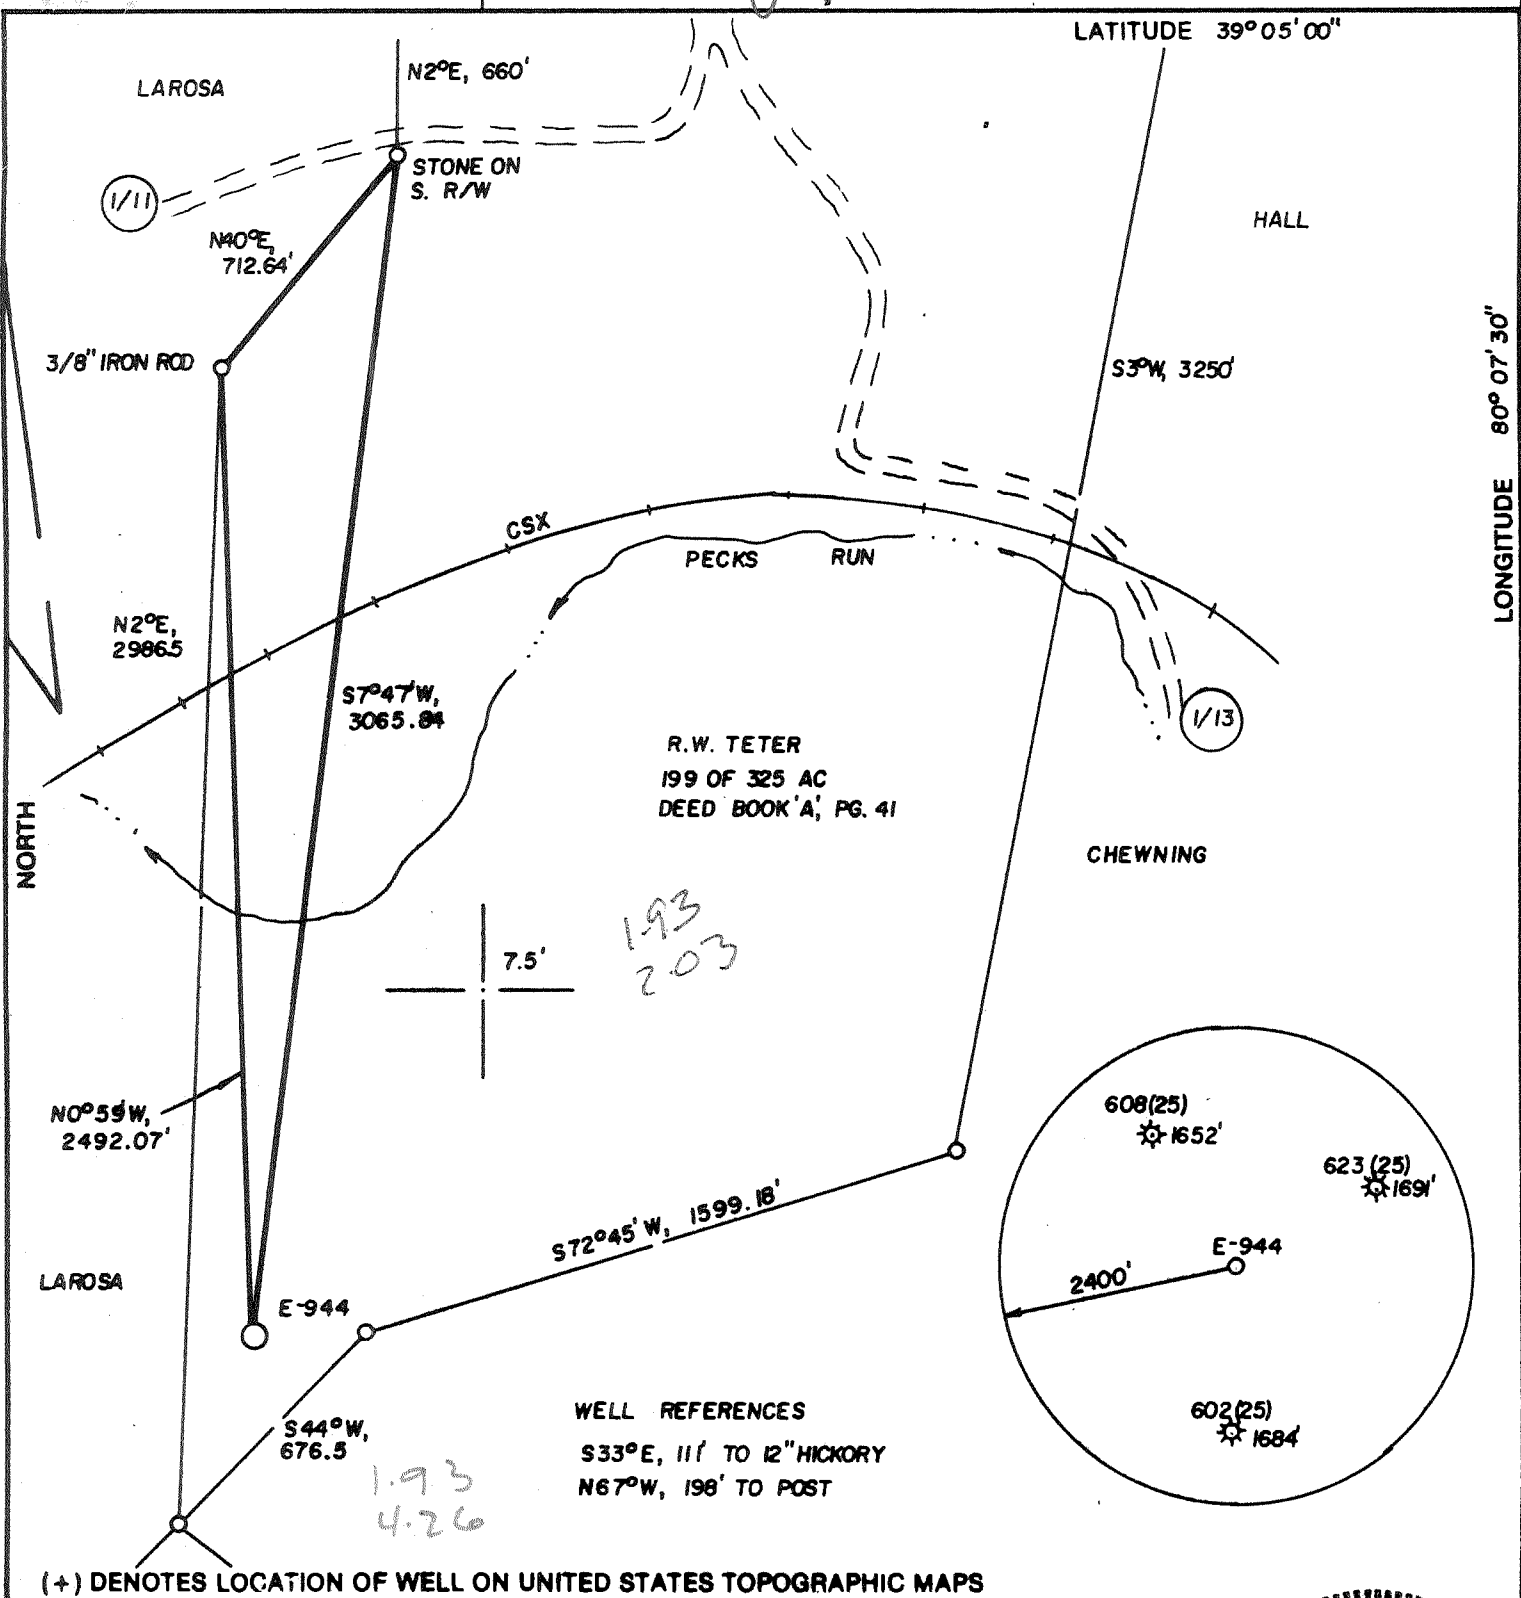 LATITUDE 39°05'00"
N2°E, 660'
LAROSA
STONE ON
S. R/W
1/11
HALL
N40°E,
712.64'
3/8" IRON ROD
S3°W, 3250'
LONGITUDE 80° 07' 30"
CSX
PECKS RUN
N2°E,
2986.5
S7°47'W,
3065.84
1/13
R.W. TETER
199 OF 325 AC
DEED BOOK 'A', PG. 41
NORTH
CHEWNING
1.93
2.03
7.5'
N0°59'W,
2492.07'
608(25)
1652'
623(25)
1691'
S72°45'W, 1599.18'
E-944
2400'
LAROSA
E-944
602(25)
1684'
WELL REFERENCES
S33°E, 111' TO 12" HICKORY
N67°W, 198' TO POST
S44°W,
676.5
1.93
4.26
(+) DENOTES LOCATION OF WELL ON UNITED STATES TOPOGRAPHIC MAPS